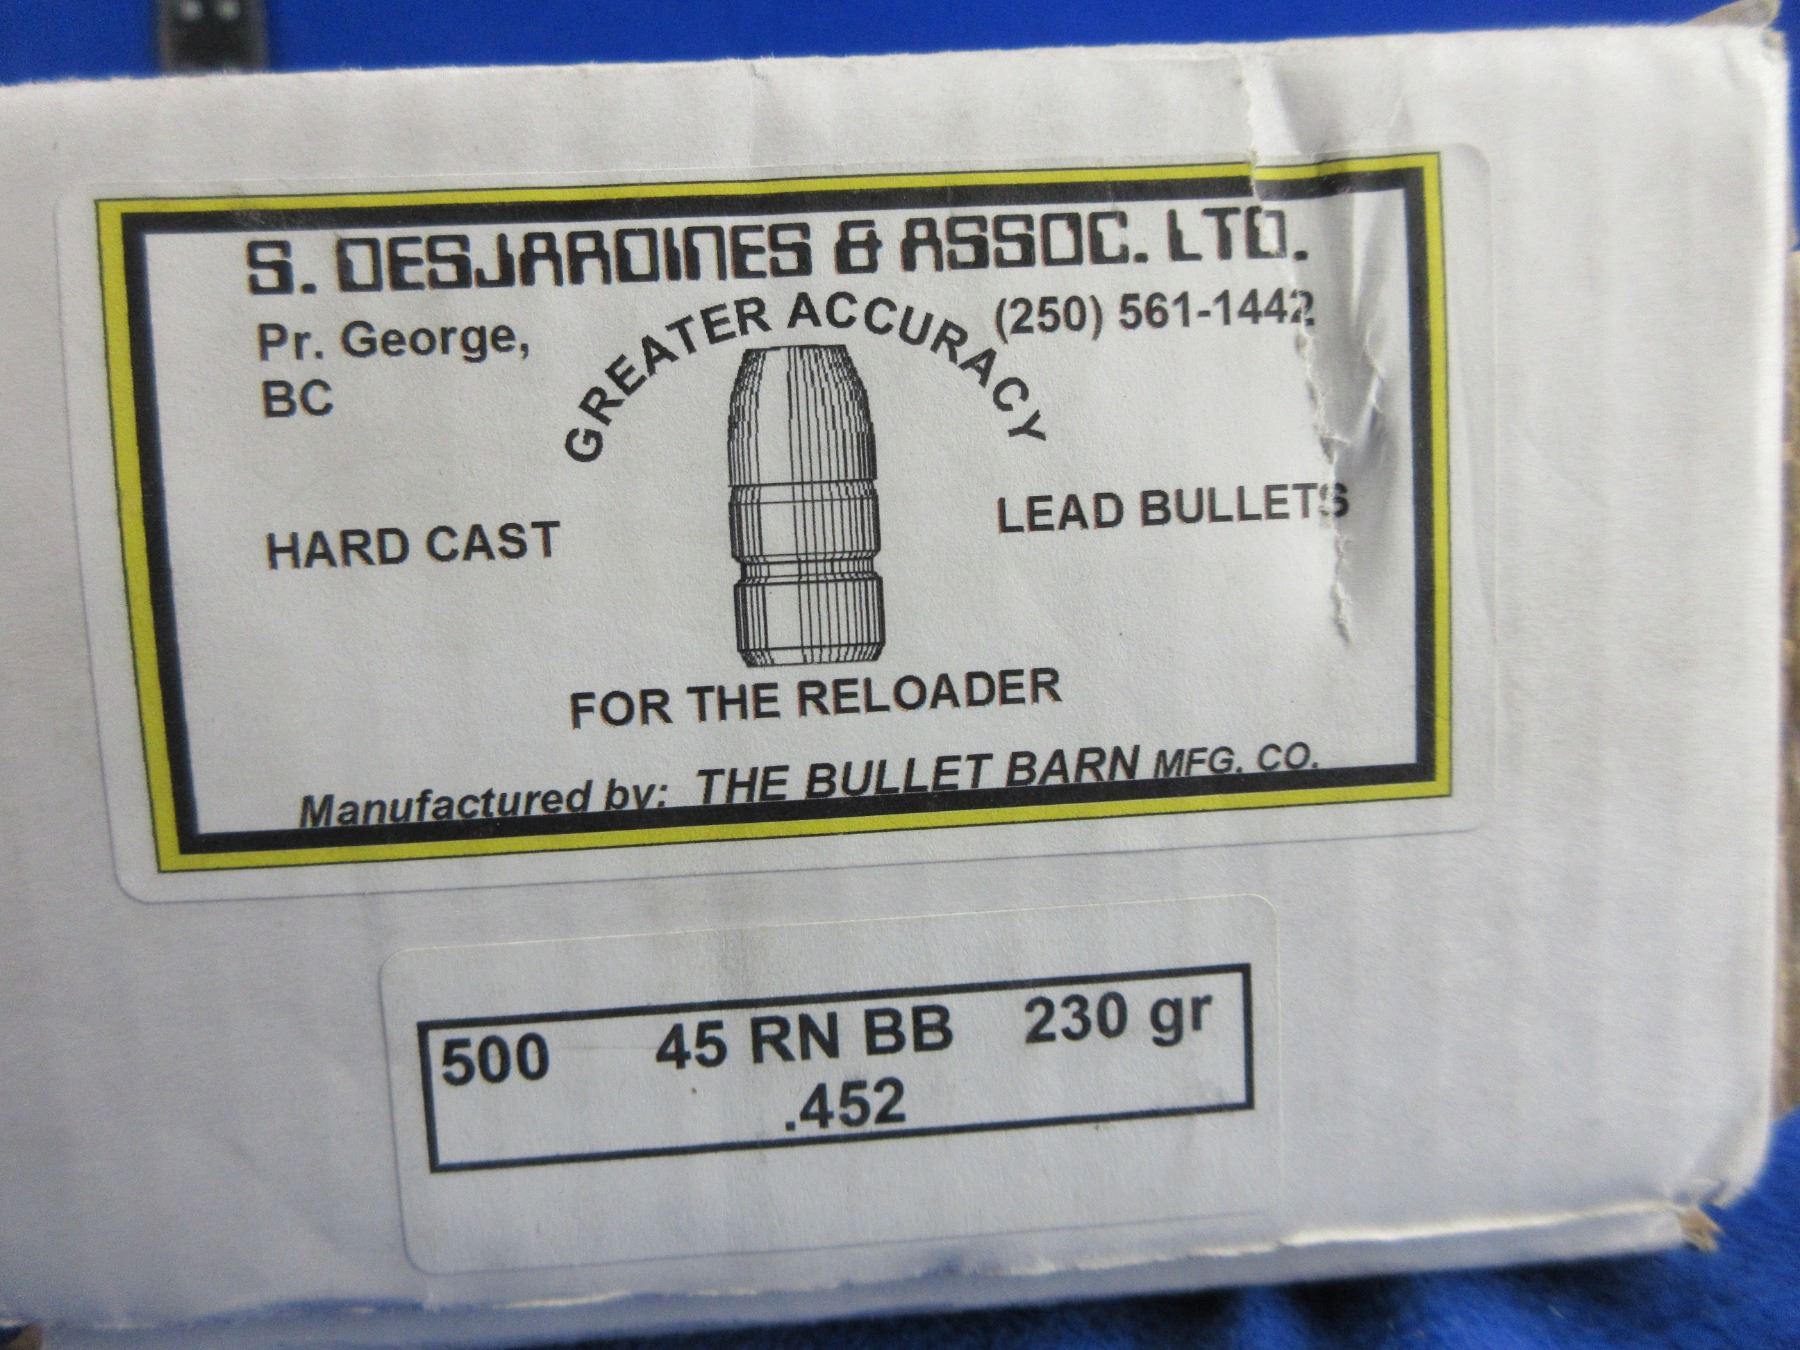 S. DESJARDINES & ASSOC. LTD.
Pr. George,
BC
(250) 561-1442
GREATER ACCURACY
HARD CAST
LEAD BULLETS
FOR THE RELOADER
Manufactured by: THE BULLET BARN MFG. CO.
500 45 RN BB 230 gr
.452